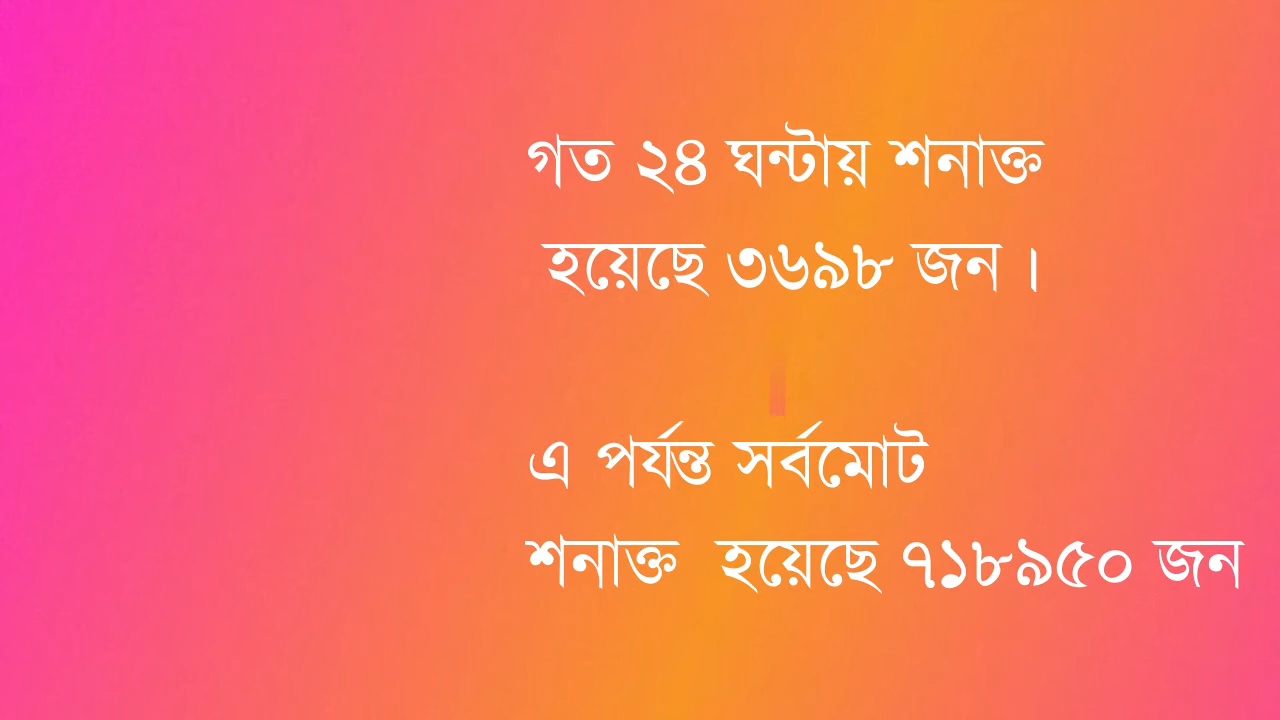 গত ২৪ ঘন্টায় শনাক্ত
হয়েছে ৩৬৯৮ জন।
এ পর্যন্ত সর্বমোট
শনাক্ত হয়েছে ৭১৮৯৫০ জন